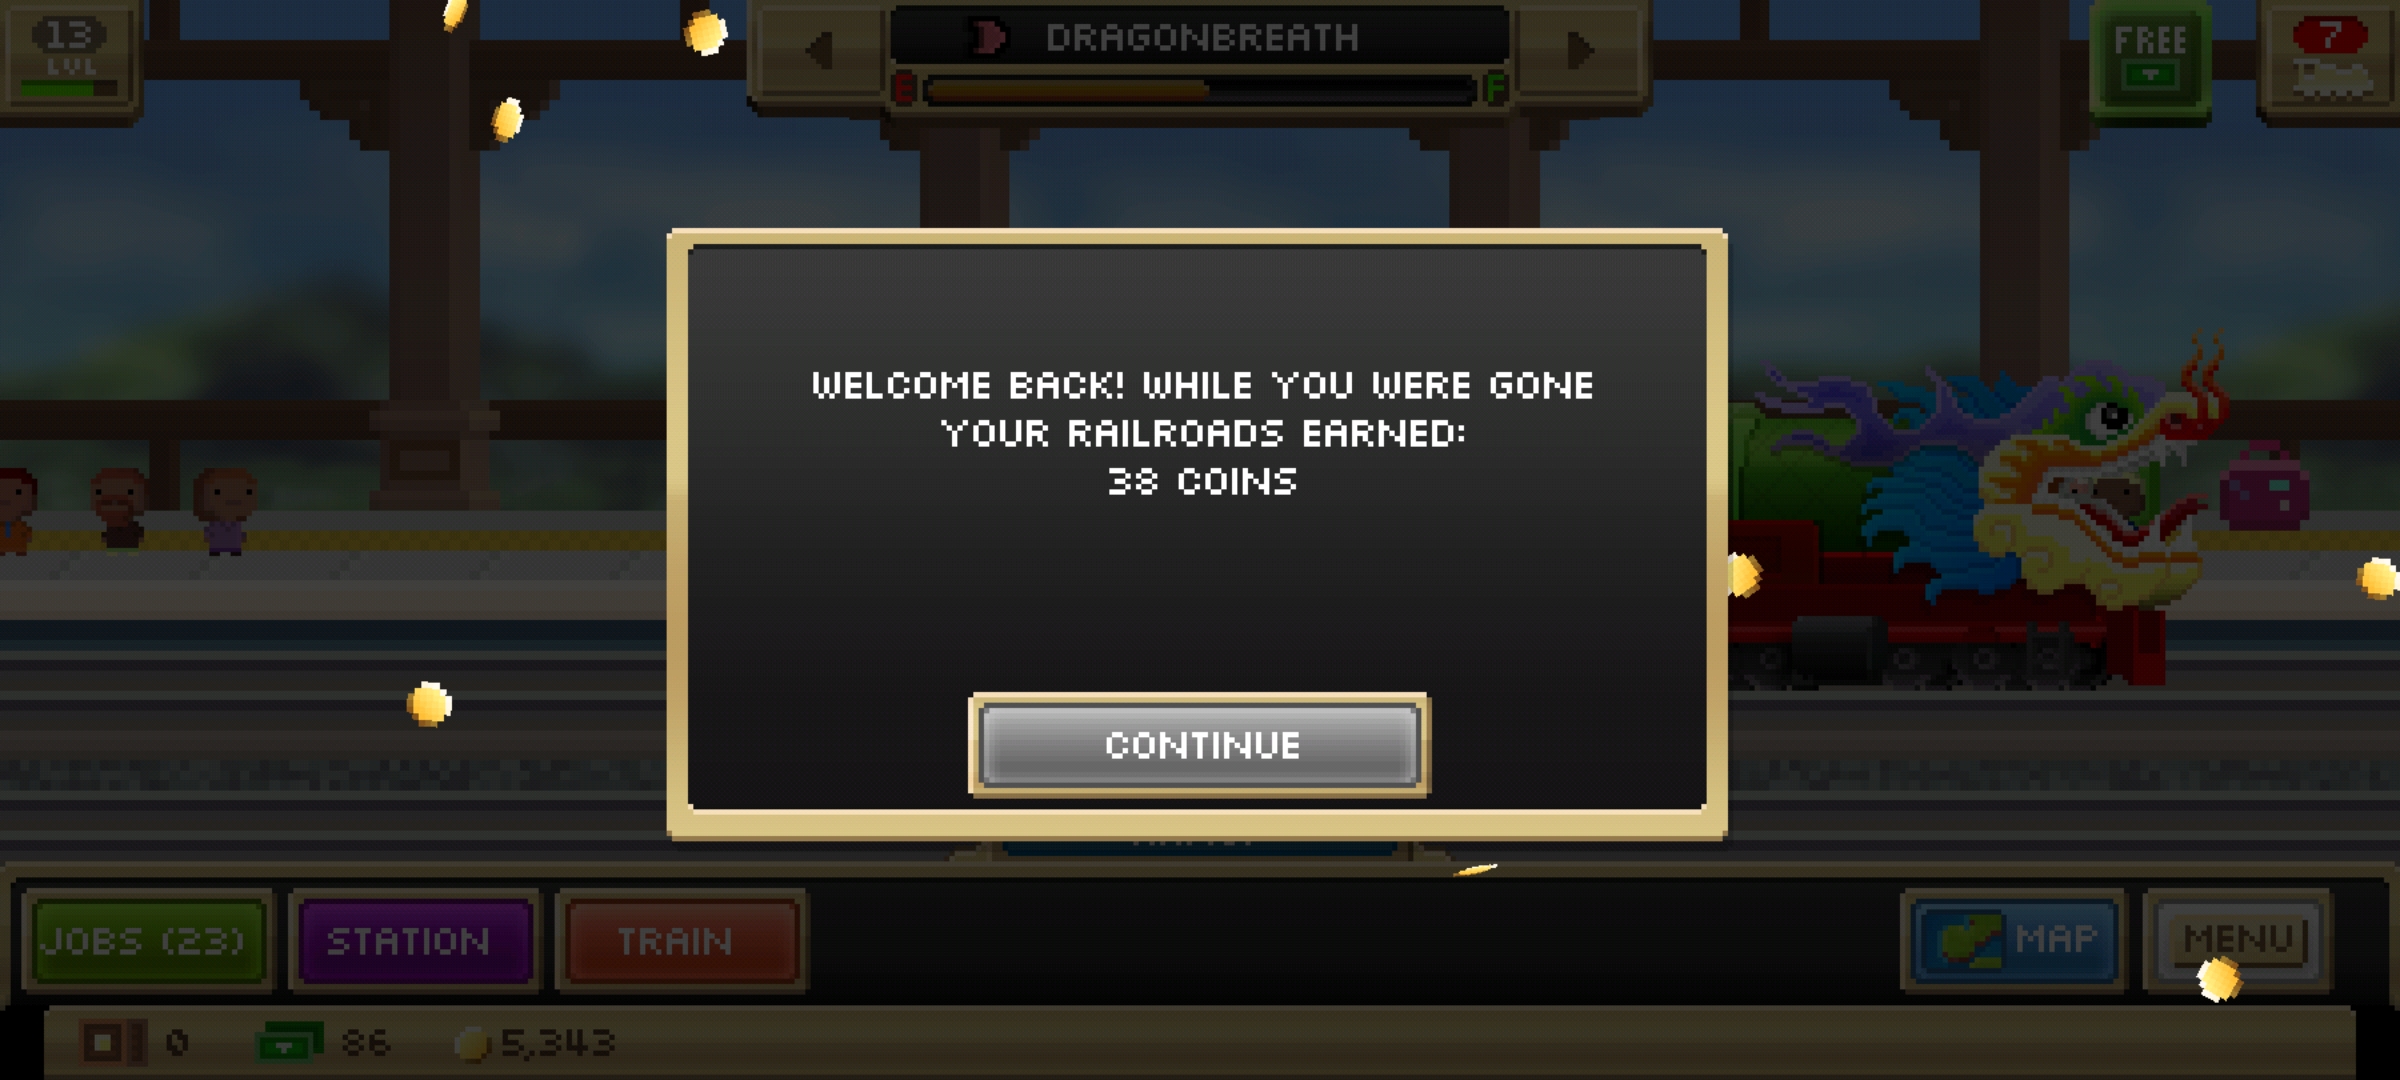 13
LVL
DRAGONBREATH
E
F
FREE
7
WELCOME BACK! WHILE YOU WERE GONE
YOUR RAILROADS EARNED:
38 COINS
CONTINUE
JOBS (23)
STATION
TRAIN
MAP
MENU
0
86
5,343